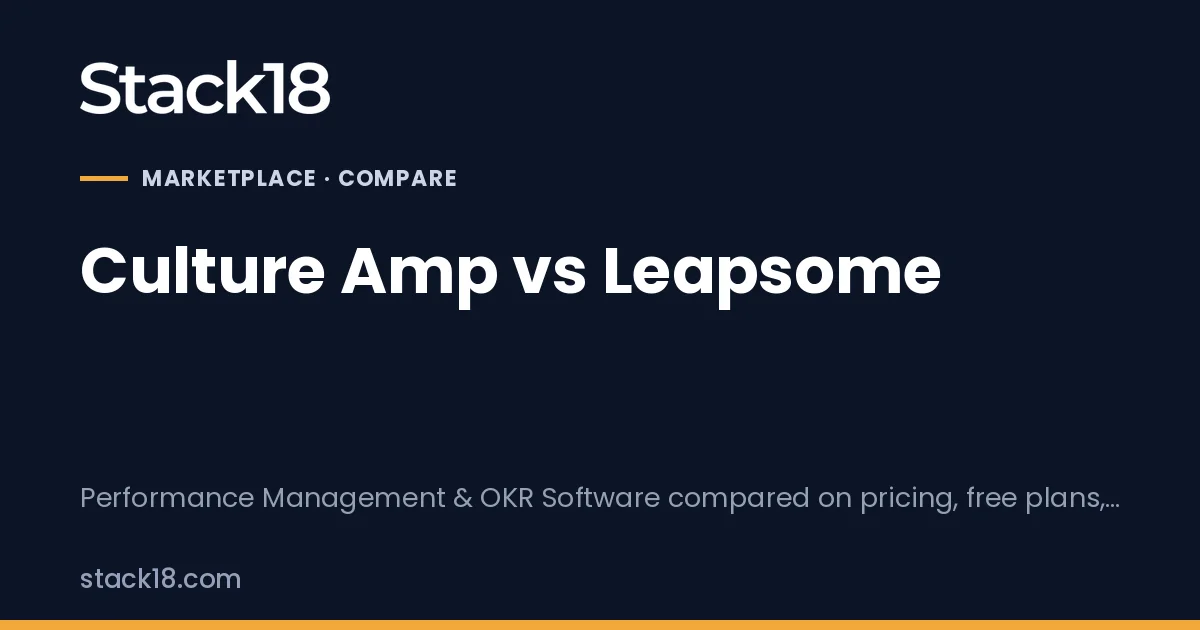 Stack18
MARKETPLACE · COMPARE
Culture Amp vs Leapsome
Performance Management & OKR Software compared on pricing, free plans,...
stack18.com